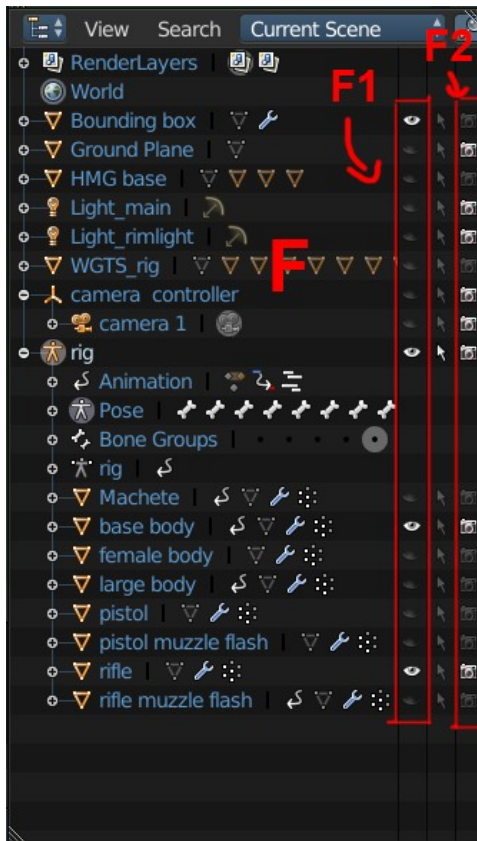 View Search Current Scene
F2
RenderLayers
F1
World
Bounding box
Ground Plane
HMG base
Light_main
Light_rimlight
F
WGTS_rig
camera controller
camera 1
rig
Animation
Pose
Bone Groups
rig
Machete
base body
female body
large body
pistol
pistol muzzle flash
rifle
rifle muzzle flash